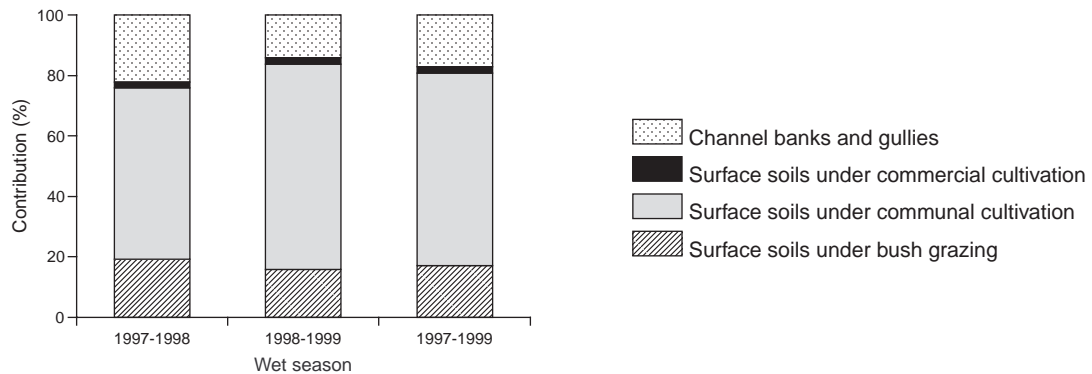 100
80
60
40
20
0
Contribution (%)
1997-1998
1998-1999
1997-1999
Wet season
Channel banks and gullies
Surface soils under commercial cultivation
Surface soils under communal cultivation
Surface soils under bush grazing